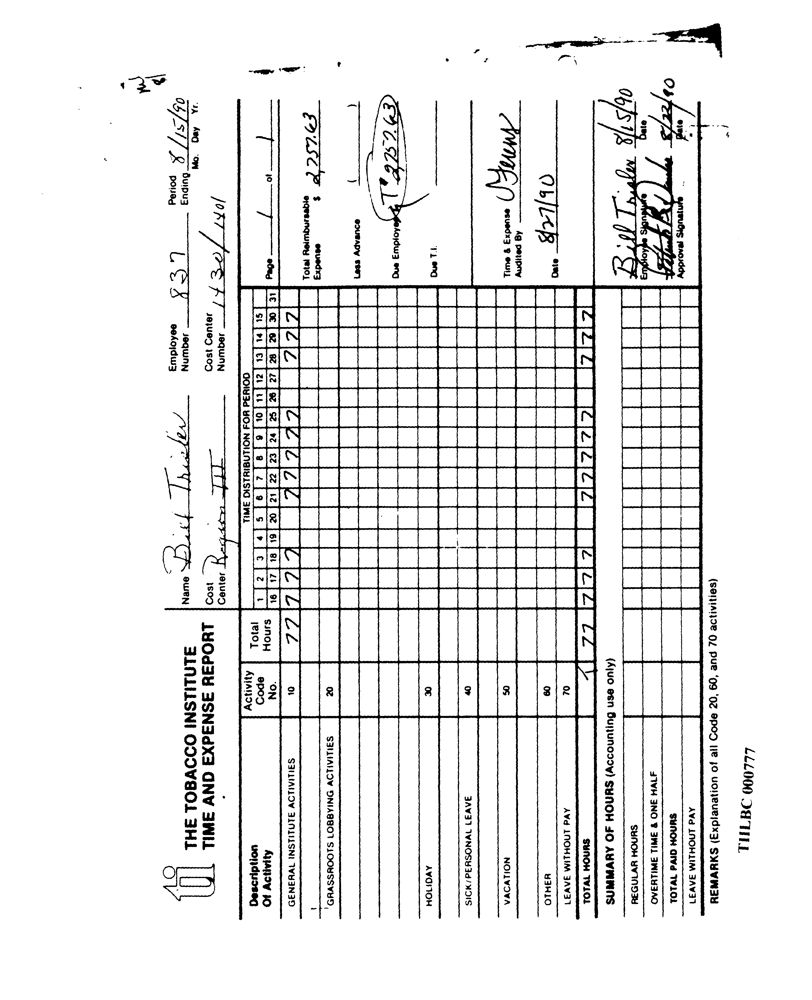 THE TOBACCO INSTITUTE
TIME AND EXPENSE REPORT
Name Bill Trisler Employee Number 837 Period Ending 8/15/90
Mo. Day Yr.
Cost Center Region III Cost Center Number 1430/1401
Description Of Activity Activity Code No. Total Hours TIME DISTRIBUTION FOR PERIOD Page 1 of 1
1 2 3 4 5 6 7 8 9 10 11 12 13 14 15
16 17 18 19 20 21 22 23 24 25 26 27 28 29 30 31
GENERAL INSTITUTE ACTIVITIES 10 77 7 7 7 7 7 7 7 7 7 7 7
GRASSROOTS LOBBYING ACTIVITIES 20
HOLIDAY 30
SICK/PERSONAL LEAVE 40
VACATION 50
OTHER 60
LEAVE WITHOUT PAY 70
TOTAL HOURS 77 7 7 7 7 7 7 7 7 7 7 7
Total Reimbursable Expense $ 2,757.63
Less Advance ( )
Due Employee 2757.63
Due T.I.
Time & Expense Audited By
Date 8/27/90
SUMMARY OF HOURS (Accounting use only)
REGULAR HOURS
OVERTIME TIME & ONE HALF
TOTAL PAID HOURS
LEAVE WITHOUT PAY
Bill Trisler 8/15/90
Employee Signature Date
8/22/90
Approval Signature Date
REMARKS (Explanation of all Code 20, 60, and 70 activities)
TIILBC 000777